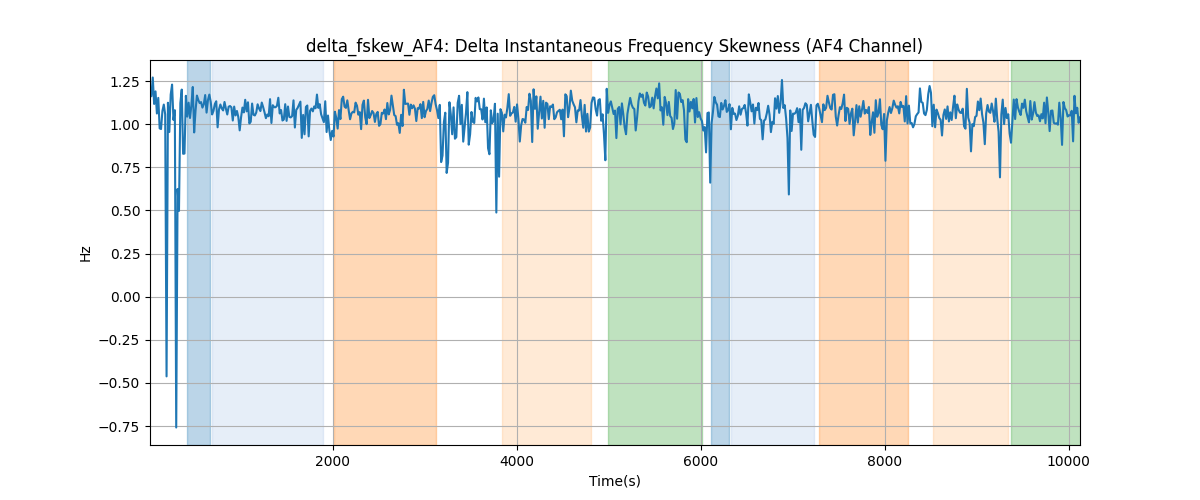 delta_fskew_AF4: Delta Instantaneous Frequency Skewness (AF4 Channel)
1.25
1.00
0.75
0.50
0.25
0.00
−0.25
−0.50
−0.75
Hz
2000 4000 6000 8000 10000
Time(s)